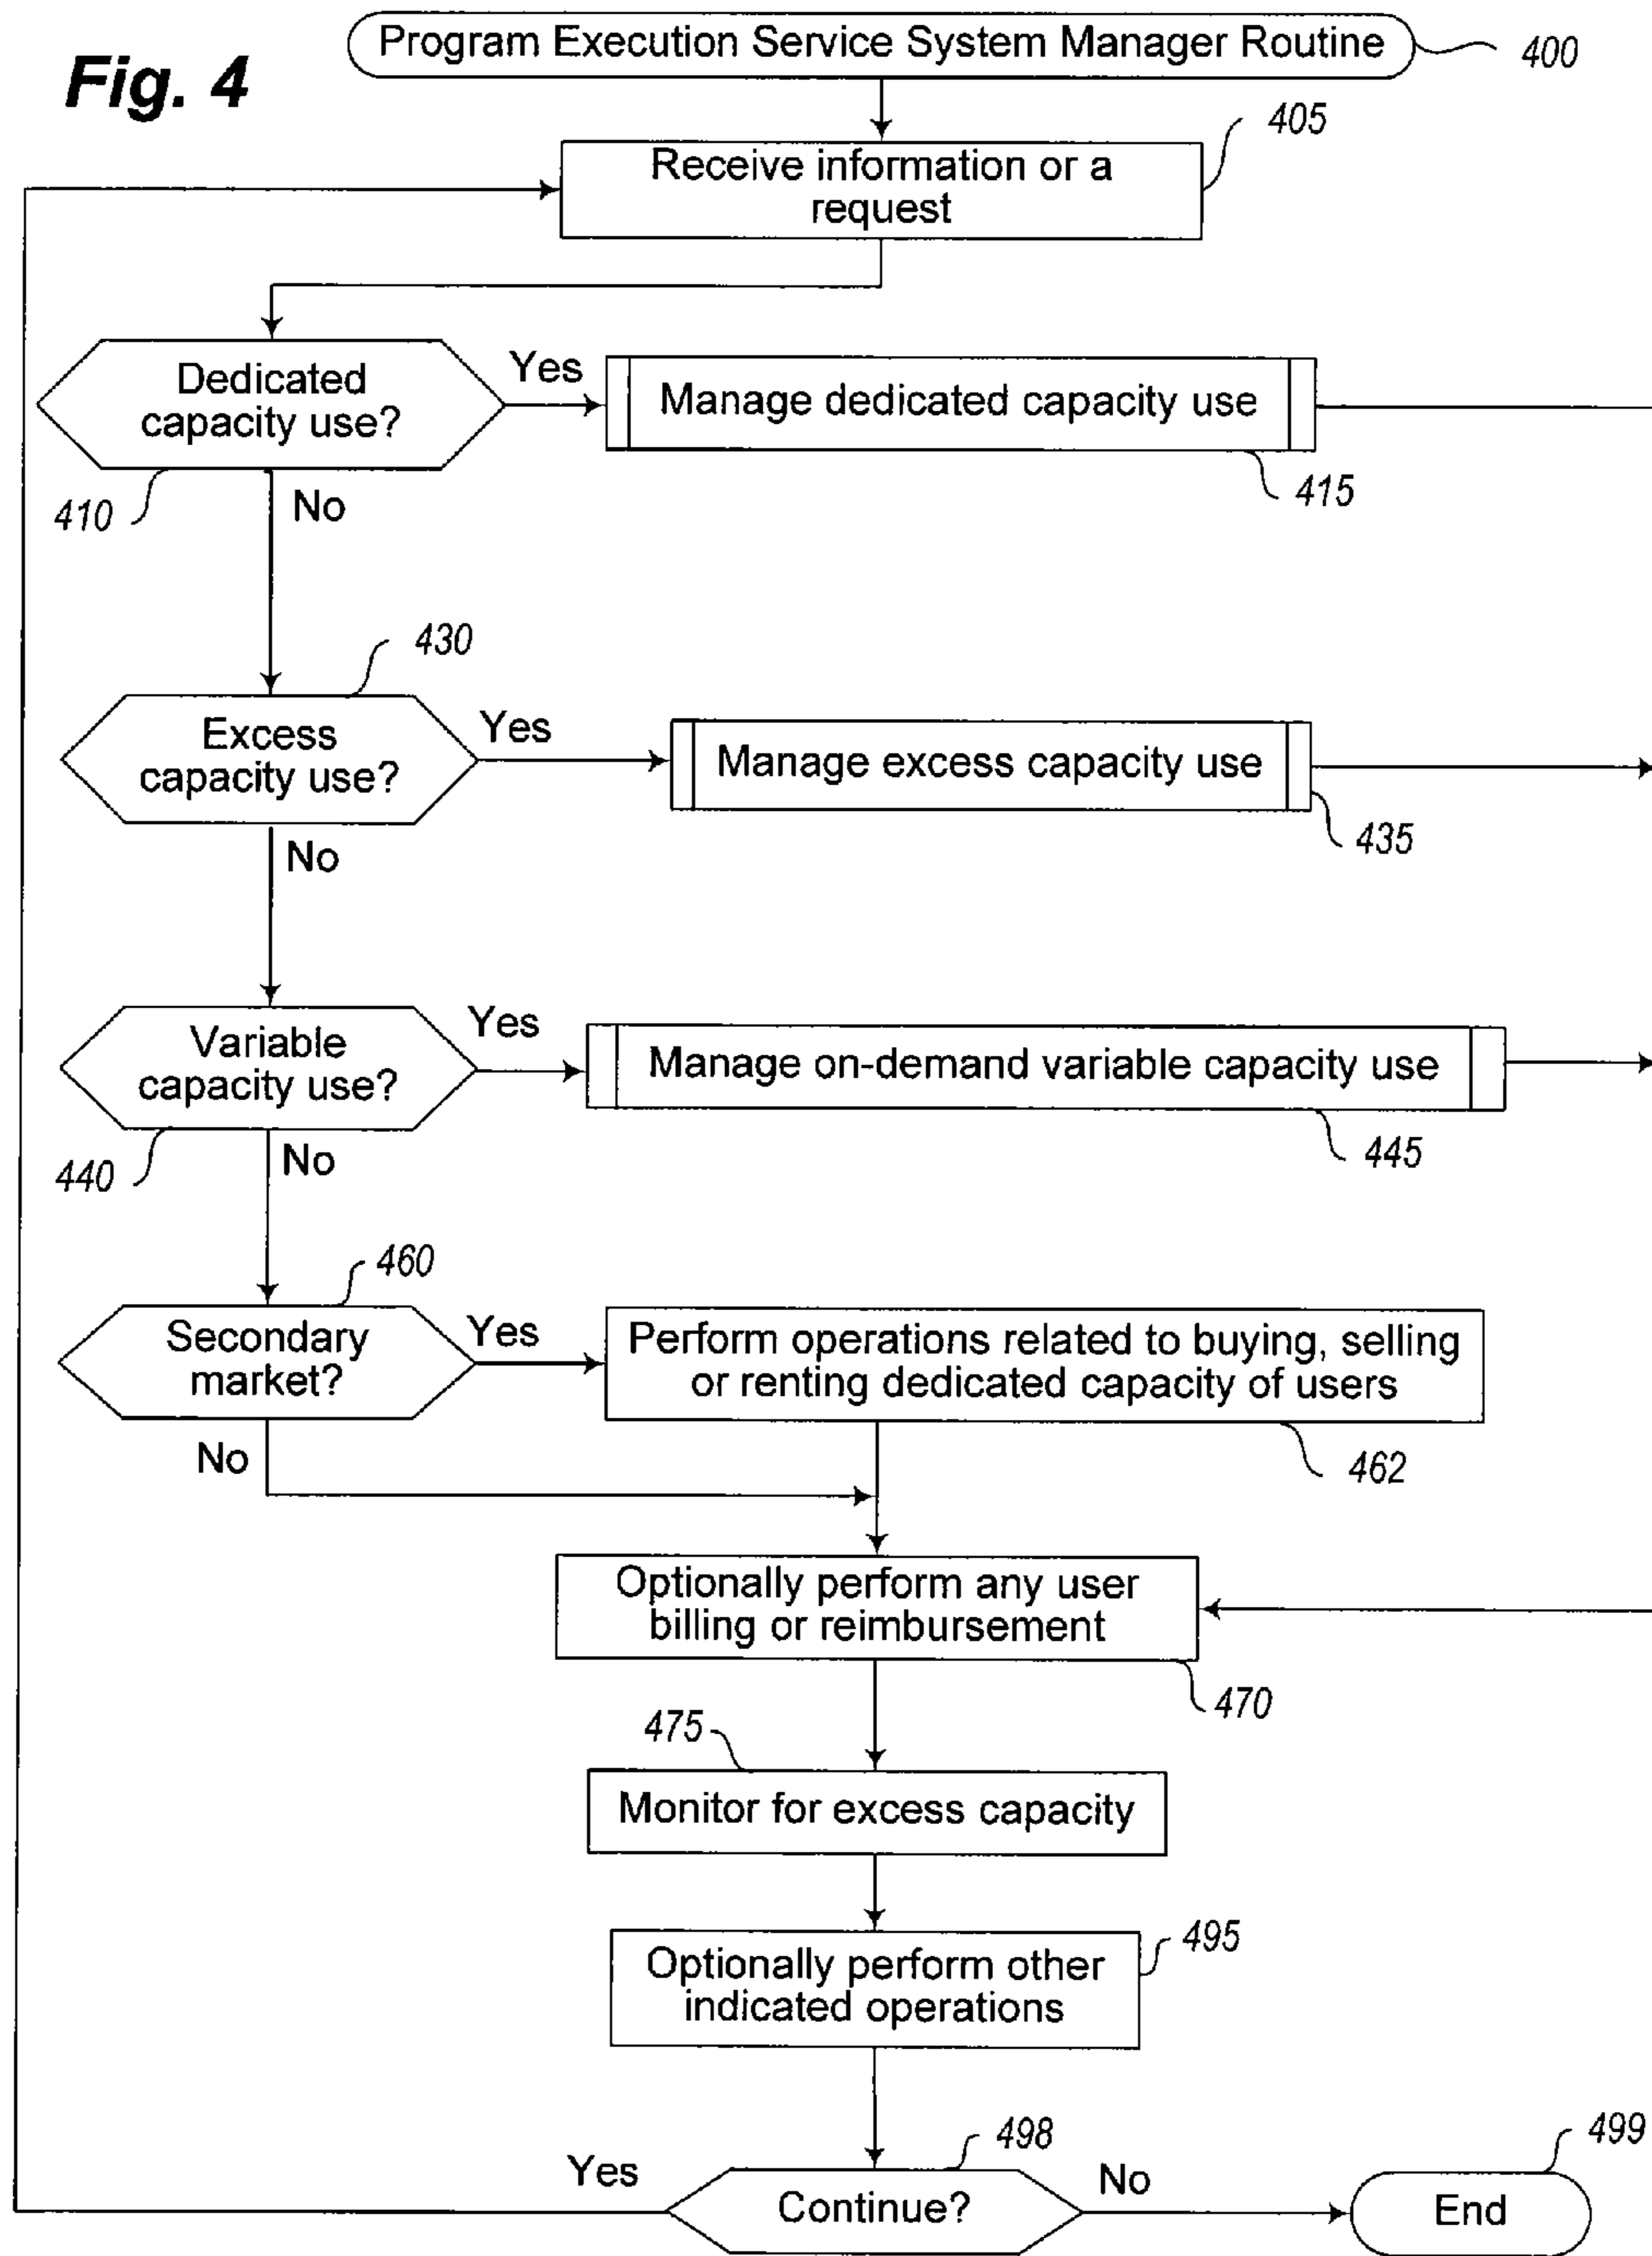 Fig. 4
Program Execution Service System Manager Routine
400
405
Receive information or a
request
Dedicated
capacity use?
Yes
Manage dedicated capacity use
410
No
415
430
Excess
capacity use?
Yes
Manage excess capacity use
435
No
Variable
capacity use?
Yes
Manage on-demand variable capacity use
440
No
445
460
Secondary
market?
Yes
Perform operations related to buying, selling
or renting dedicated capacity of users
No
462
Optionally perform any user
billing or reimbursement
470
475
Monitor for excess capacity
495
Optionally perform other
indicated operations
498
499
Yes
Continue?
No
End